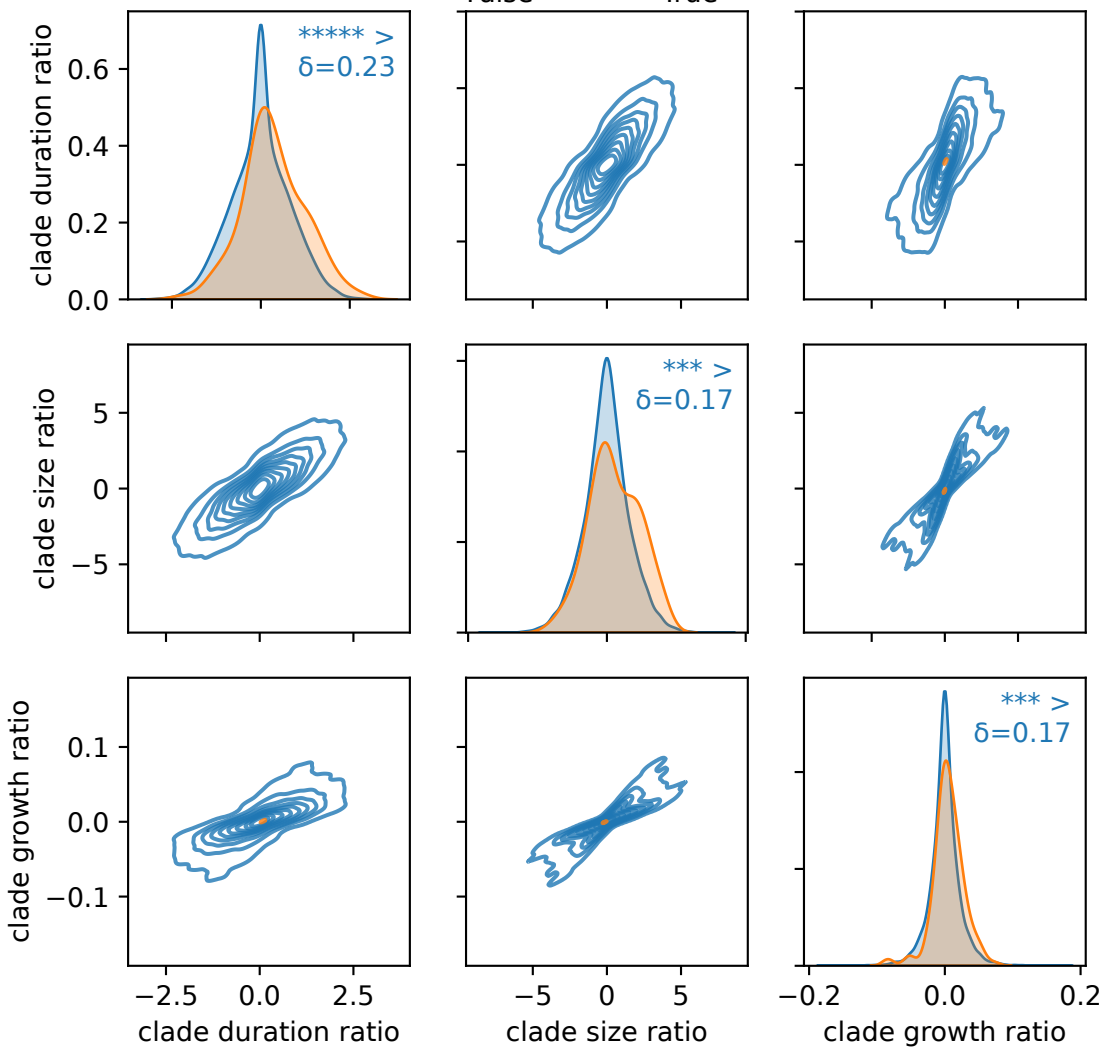 True
clade duration ratio
0.6
0.4
0.2
0.0
***** >
δ=0.23
clade size ratio
5
0
−5
*** >
δ=0.17
clade growth ratio
0.1
0.0
−0.1
*** >
δ=0.17
−2.5 0.0 2.5
−5 0 5
−0.2 0.0 0.2
clade duration ratio
clade size ratio
clade growth ratio